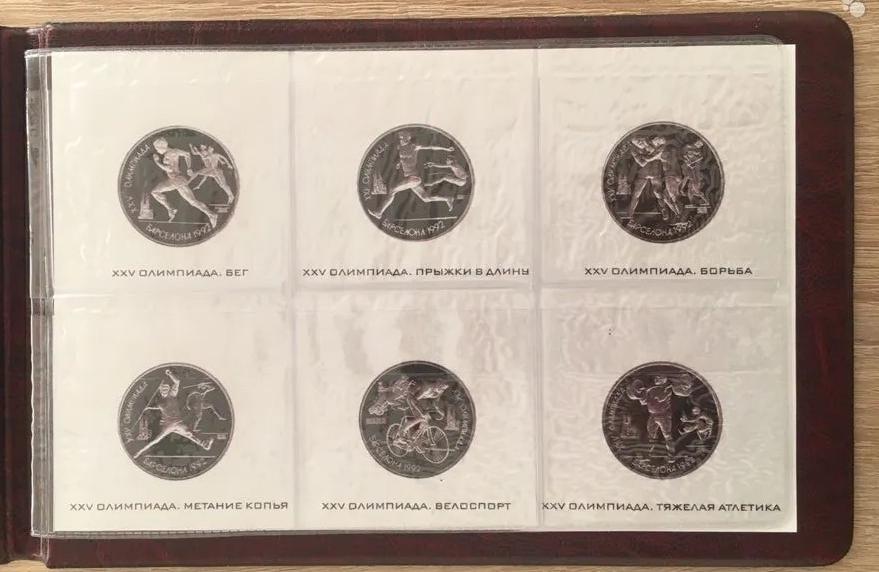 XXV ОЛИМПИАДА
БАРСЕЛОНА 1992
XXV ОЛИМПИАДА. БЕГ
XXV ОЛИМПИАДА
БАРСЕЛОНА 1992
XXV ОЛИМПИАДА. ПРЫЖКИ В ДЛИНУ
XXV ОЛИМПИАДА
БАРСЕЛОНА 1992
XXV ОЛИМПИАДА. БОРЬБА
XXV ОЛИМПИАДА
БАРСЕЛОНА 1992
XXV ОЛИМПИАДА. МЕТАНИЕ КОПЬЯ
XXV ОЛИМПИАДА
БАРСЕЛОНА 1992
XXV ОЛИМПИАДА. ВЕЛОСПОРТ
XXV ОЛИМПИАДА
БАРСЕЛОНА 1992
XXV ОЛИМПИАДА. ТЯЖЕЛАЯ АТЛЕТИКА